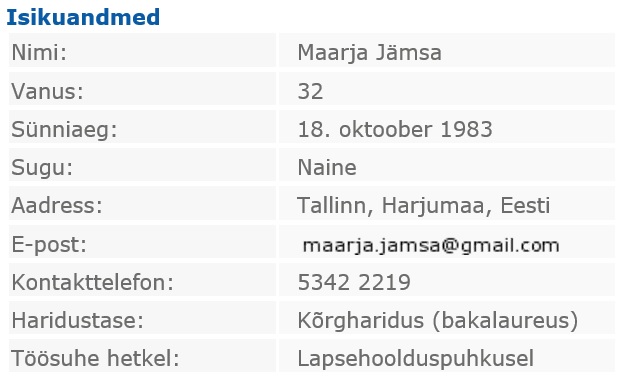 Isikuandmed
Nimi: Maarja Jämsa
Vanus: 32
Sünniaeg: 18. oktoober 1983
Sugu: Naine
Aadress: Tallinn, Harjumaa, Eesti
E-post: maarja.jamsa@gmail.com
Kontakttelefon: 5342 2219
Haridustase: Kõrgharidus (bakalaureus)
Töösuhe hetkel: Lapsehoolduspuhkusel